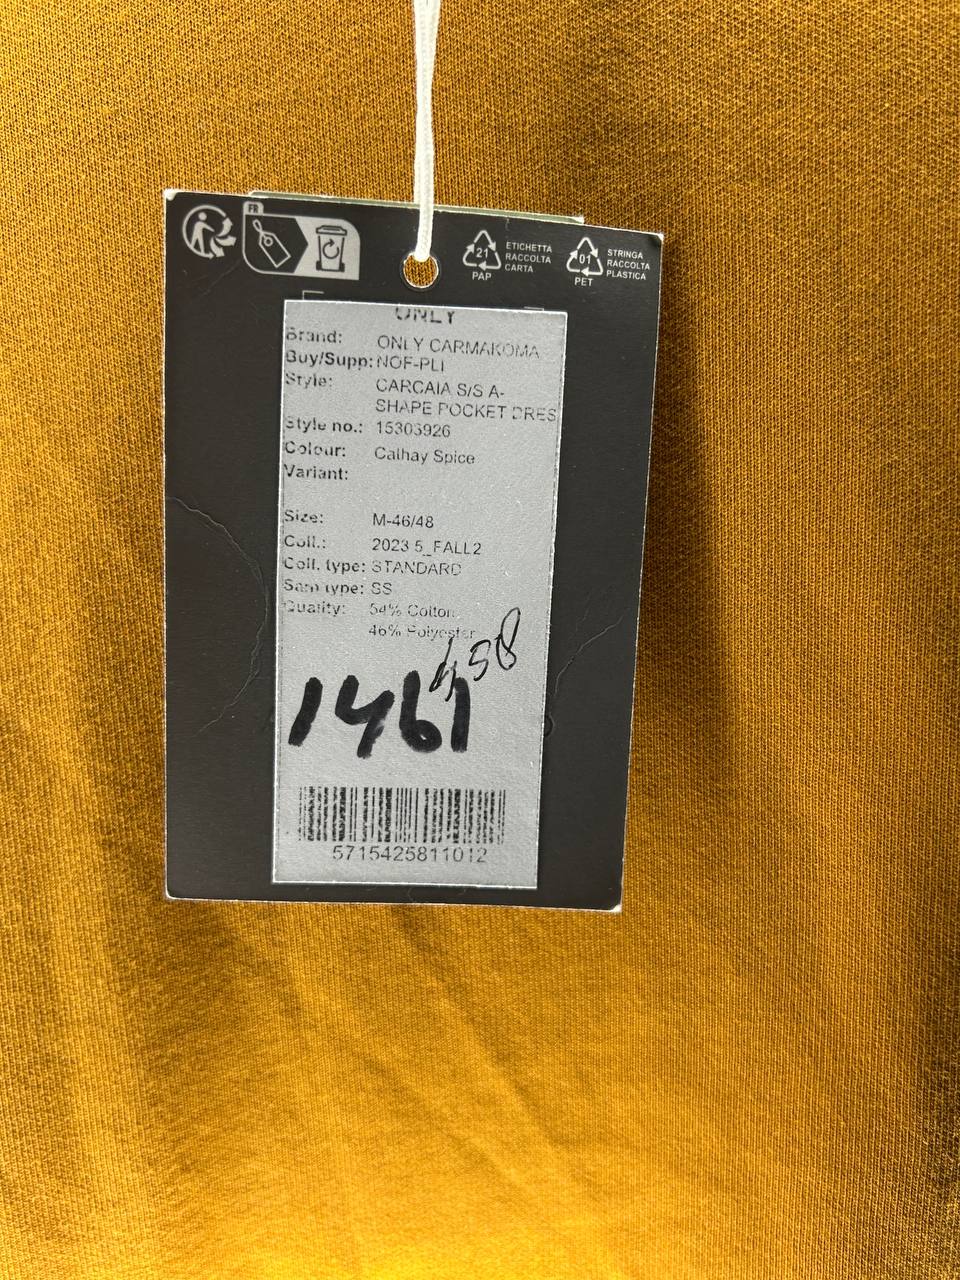 FR
21
PAP
ETICHETTA
RACCOLTA
CARTA
01
PET
STRINGA
RACCOLTA
PLASTICA
ONLY
Brand: ONLY CARMAKOMA
Buy/Supp: NOF-PLI
Style: CARCAIA S/S A-
SHAPE POCKET DRES
Style no.: 15303926
Colour: Cathay Spice
Variant:
Size: M-46/48
Coll.: 2023 5_FALL2
Coll. type: STANDARD
Sam type: SS
Quality: 54% Cotton
46% Polyester
458
1461
5715425811012